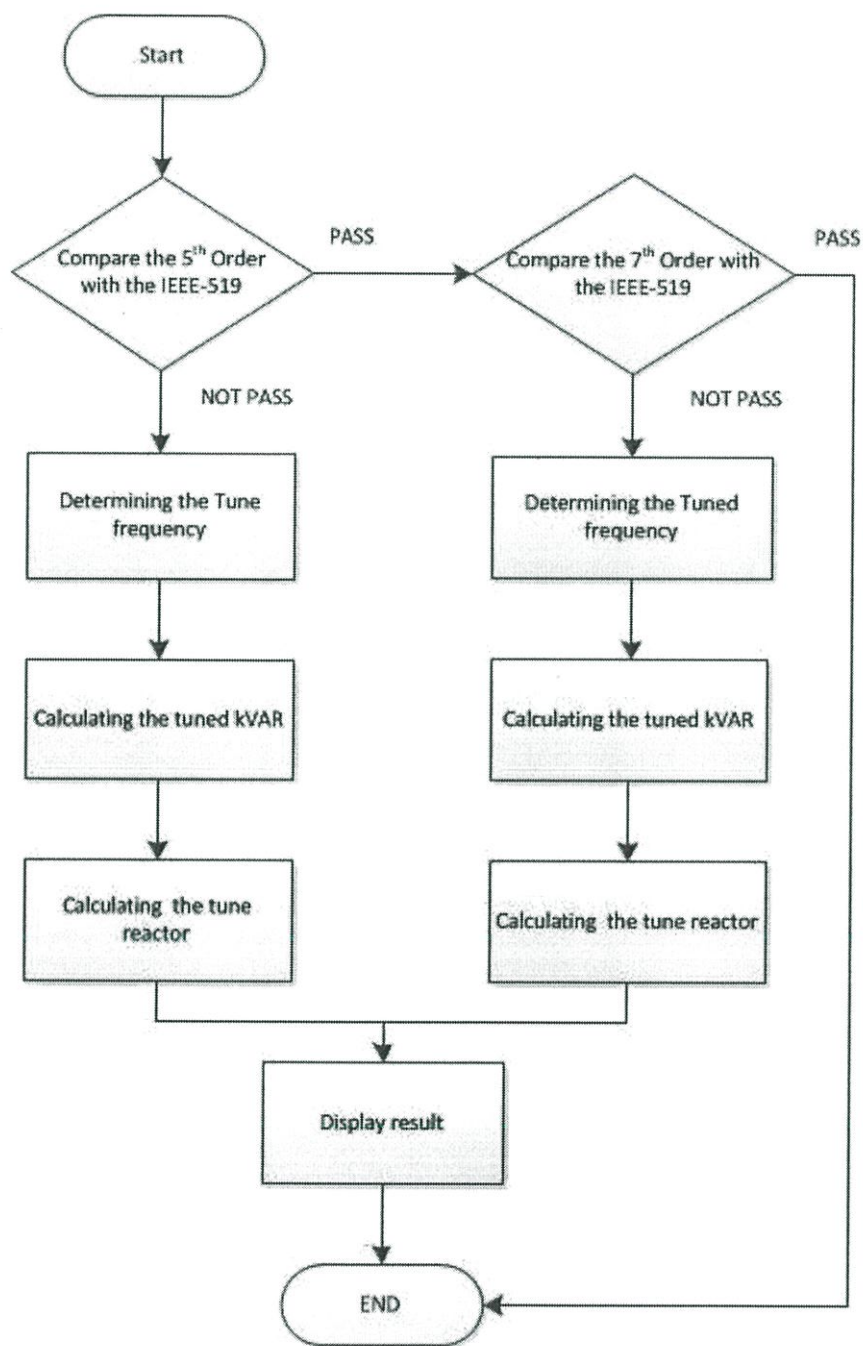 Start
Compare the 5th Order
with the IEEE-519
PASS
Compare the 7th Order with
the IEEE-519
PASS
NOT PASS
NOT PASS
Determining the Tune
frequency
Determining the Tuned
frequency
Calculating the tuned kVAR
Calculating the tuned kVAR
Calculating the tune
reactor
Calculating the tune reactor
Display result
END